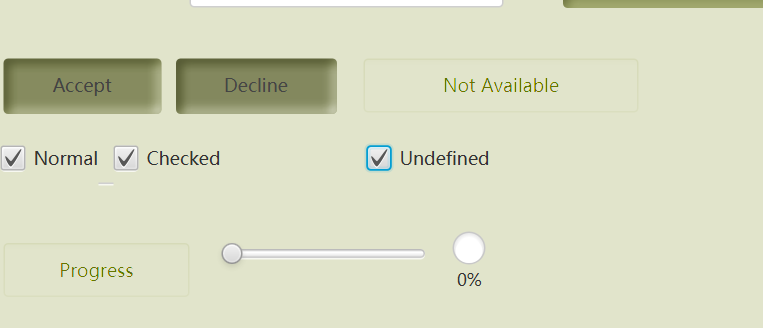 Accept Decline Not Available
Normal Checked Undefined
Progress
0%